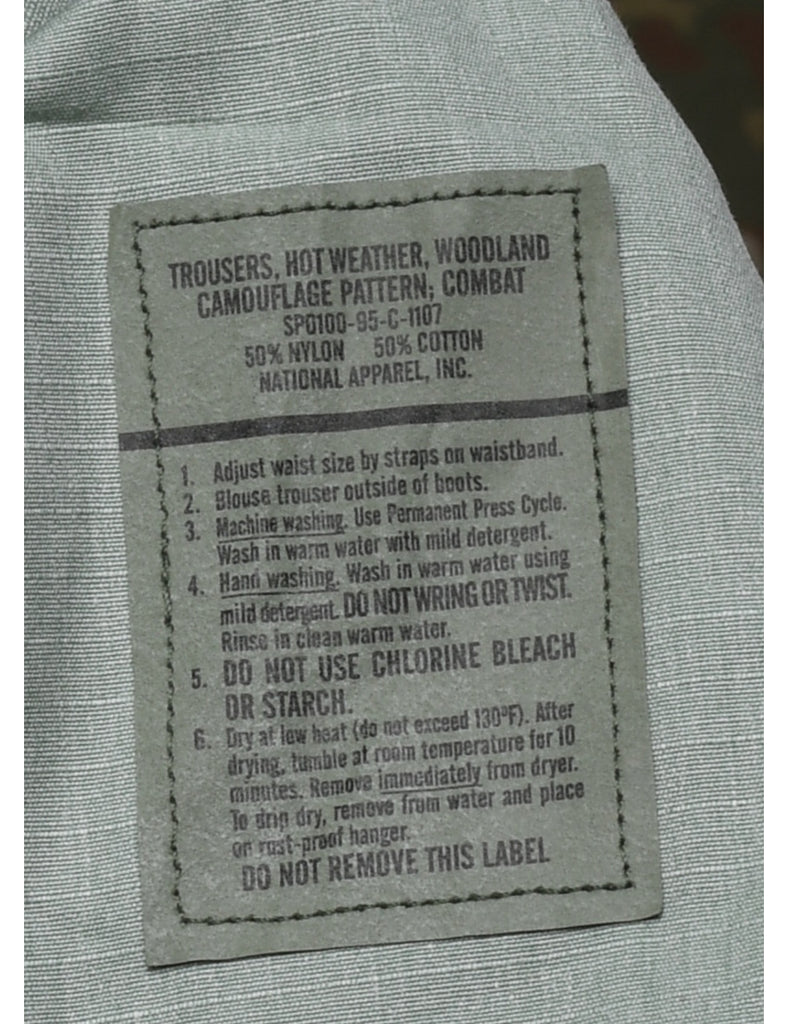 TROUSERS, HOT WEATHER, WOODLAND
CAMOUFLAGE PATTERN; COMBAT
SPO100-95-C-1107
50% NYLON 50% COTTON
NATIONAL APPAREL, INC.
1. Adjust waist size by straps on waistband.
2. Blouse trouser outside of boots.
3. Machine washing. Use Permanent Press Cycle.
Wash in warm water with mild detergent.
4. Hand washing. Wash in warm water using
mild detergent. DO NOT WRING OR TWIST.
Rinse in clean warm water.
5. DO NOT USE CHLORINE BLEACH
OR STARCH.
6. Dry at low heat (do not exceed 130°F). After
drying, tumble at room temperature for 10
minutes. Remove immediately from dryer.
To drip dry, remove from water and place
on rust-proof hanger.
DO NOT REMOVE THIS LABEL